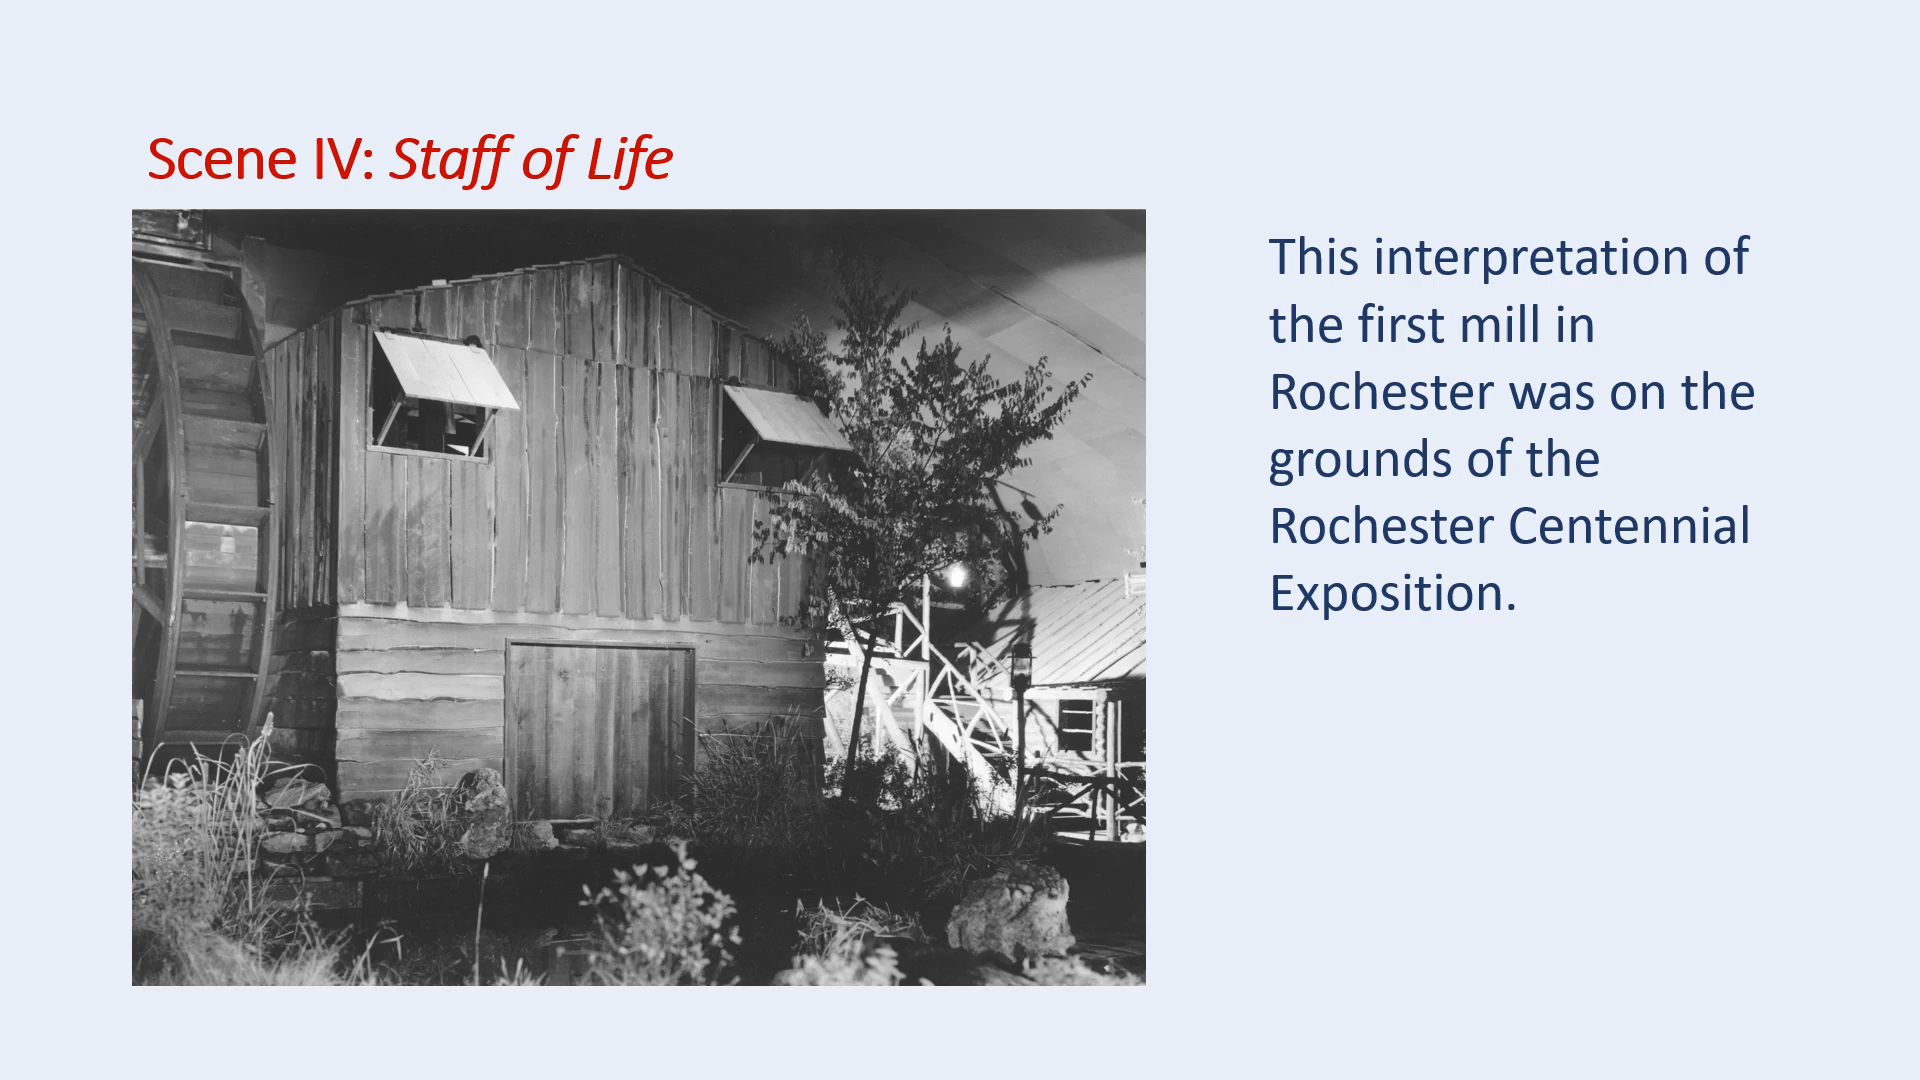 Scene IV: Staff of Life
This interpretation of
the first mill in
Rochester was on the
grounds of the
Rochester Centennial
Exposition.